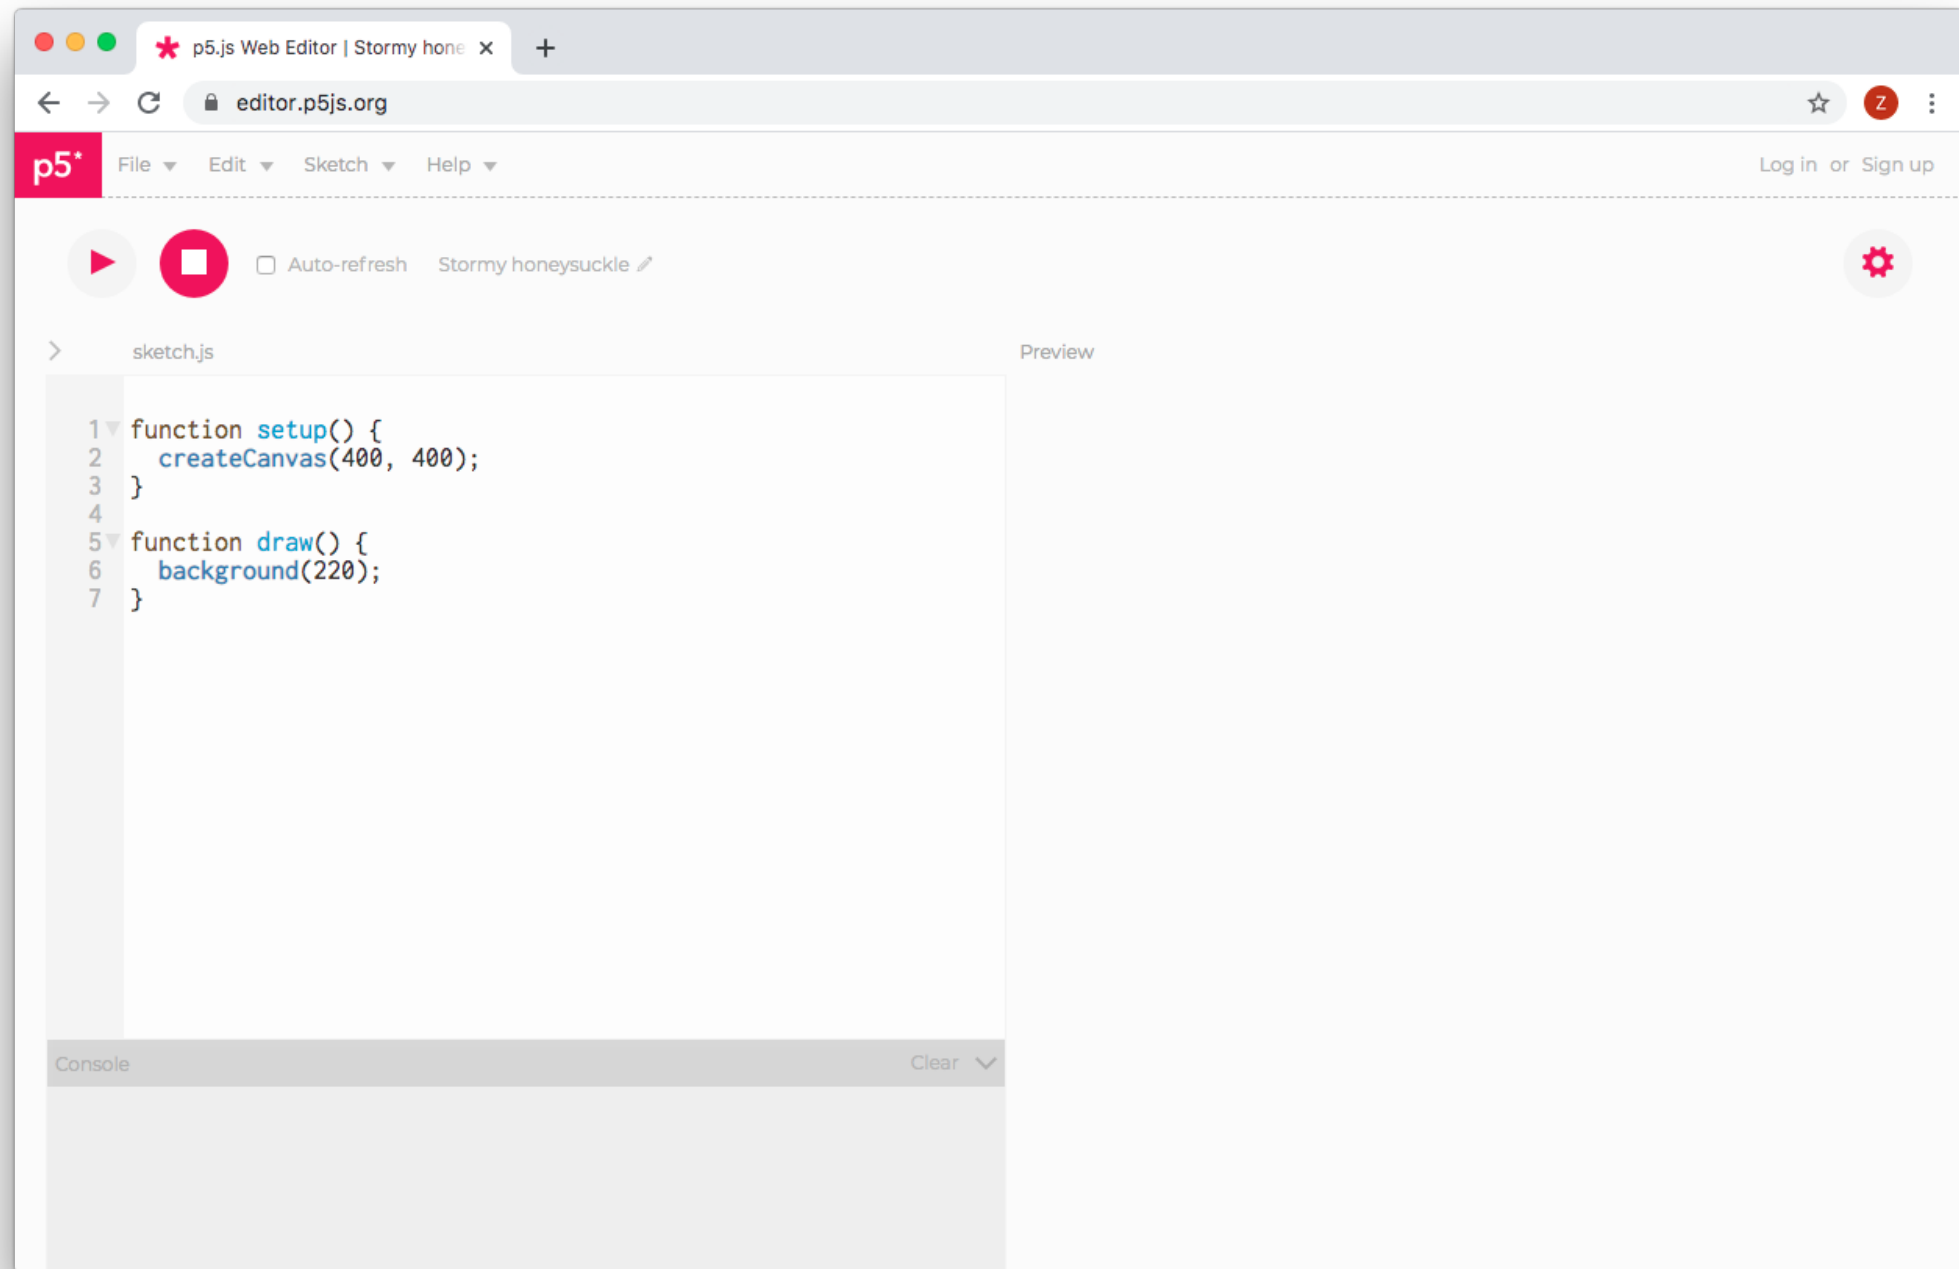 p5.js Web Editor | Stormy hone
editor.p5js.org
Z
p5* File Edit Sketch Help Log in or Sign up
Auto-refresh Stormy honeysuckle
sketch.js Preview
1 function setup() {
2 createCanvas(400, 400);
3 }
4
5 function draw() {
6 background(220);
7 }
Console Clear